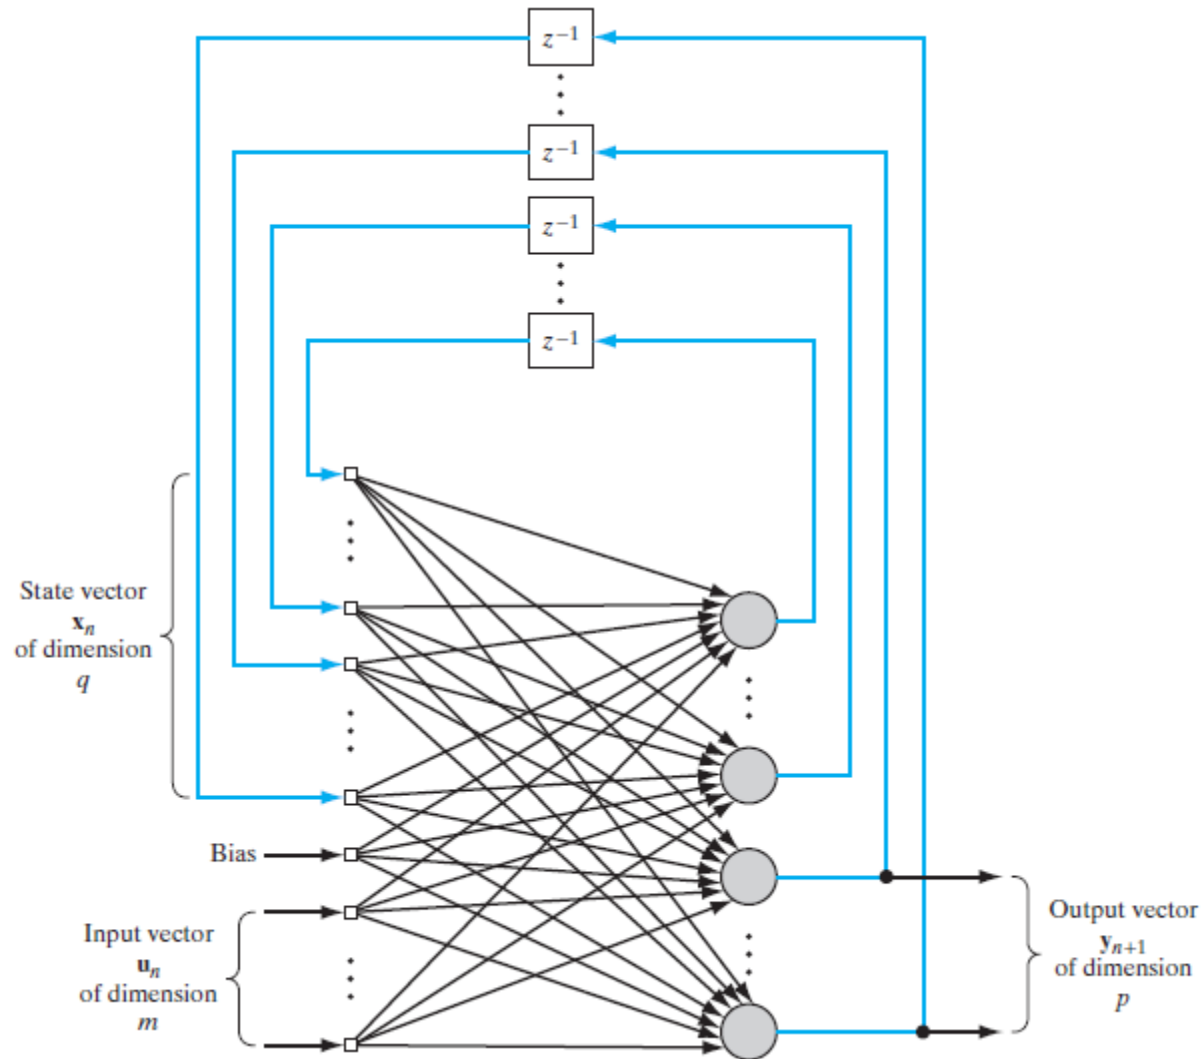 z⁻¹
z⁻¹
z⁻¹
z⁻¹
State vector
xₙ
of dimension
q
Bias
Input vector
uₙ
of dimension
m
Output vector
yₙ₊₁
of dimension
p